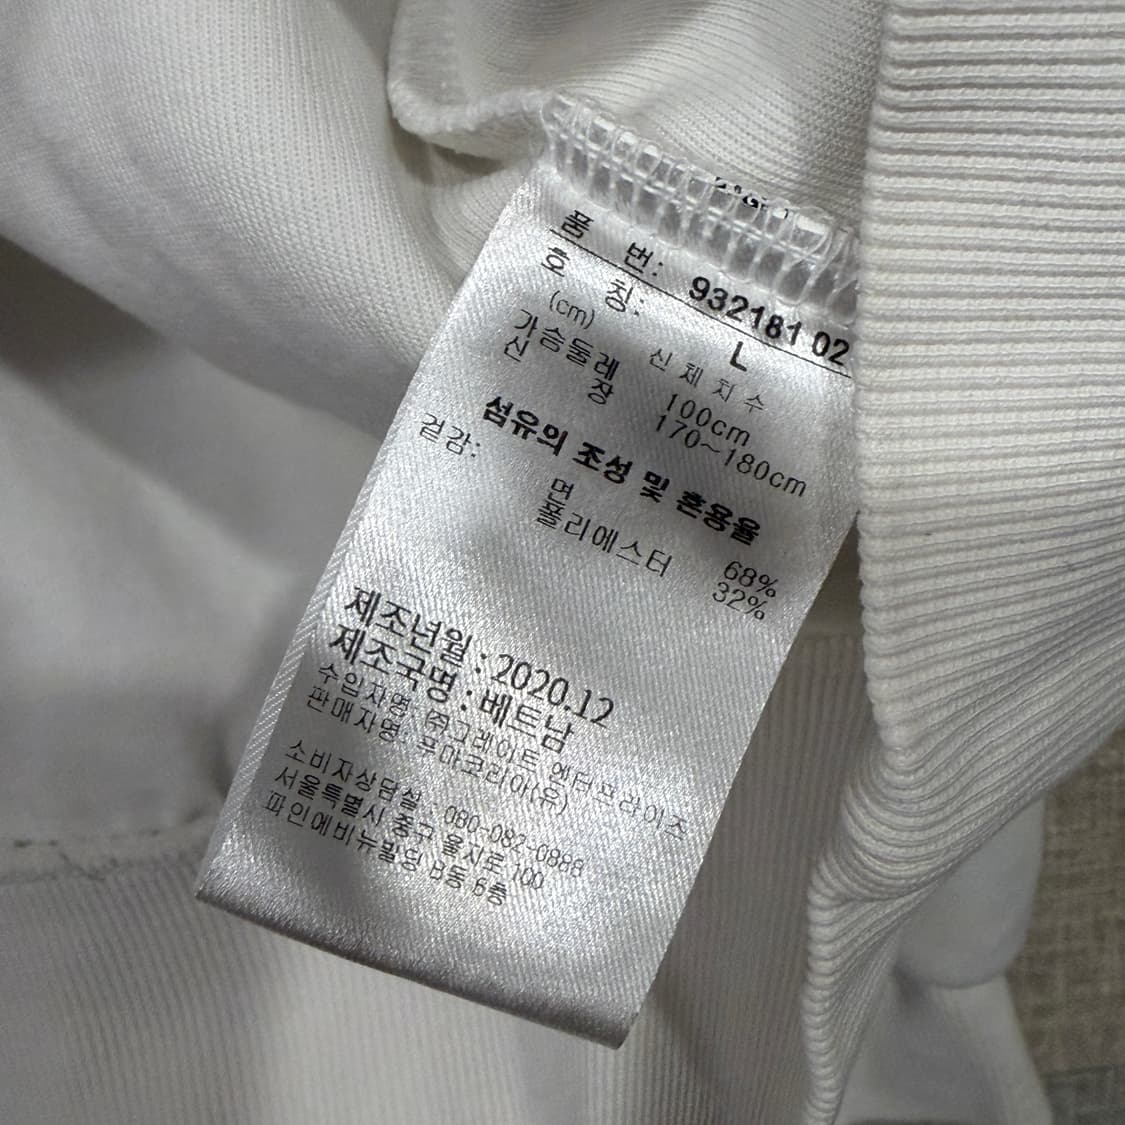 품 번: 932181 02
호 칭: L
(cm) 신체치수
가슴둘레 100cm
신 장 170~180cm
섬유의 조성 및 혼용율
겉감:
면 68%
폴리에스터 32%
제조년월 : 2020.12
제조국명 : 베트남
수입자명: ㈜그레이트 엔터프라이즈
판매자명: 푸마코리아(유)
소비자상담실 : 080-082-0888
서울특별시 중구 을지로 100
파인에비뉴빌딩 B동 6층